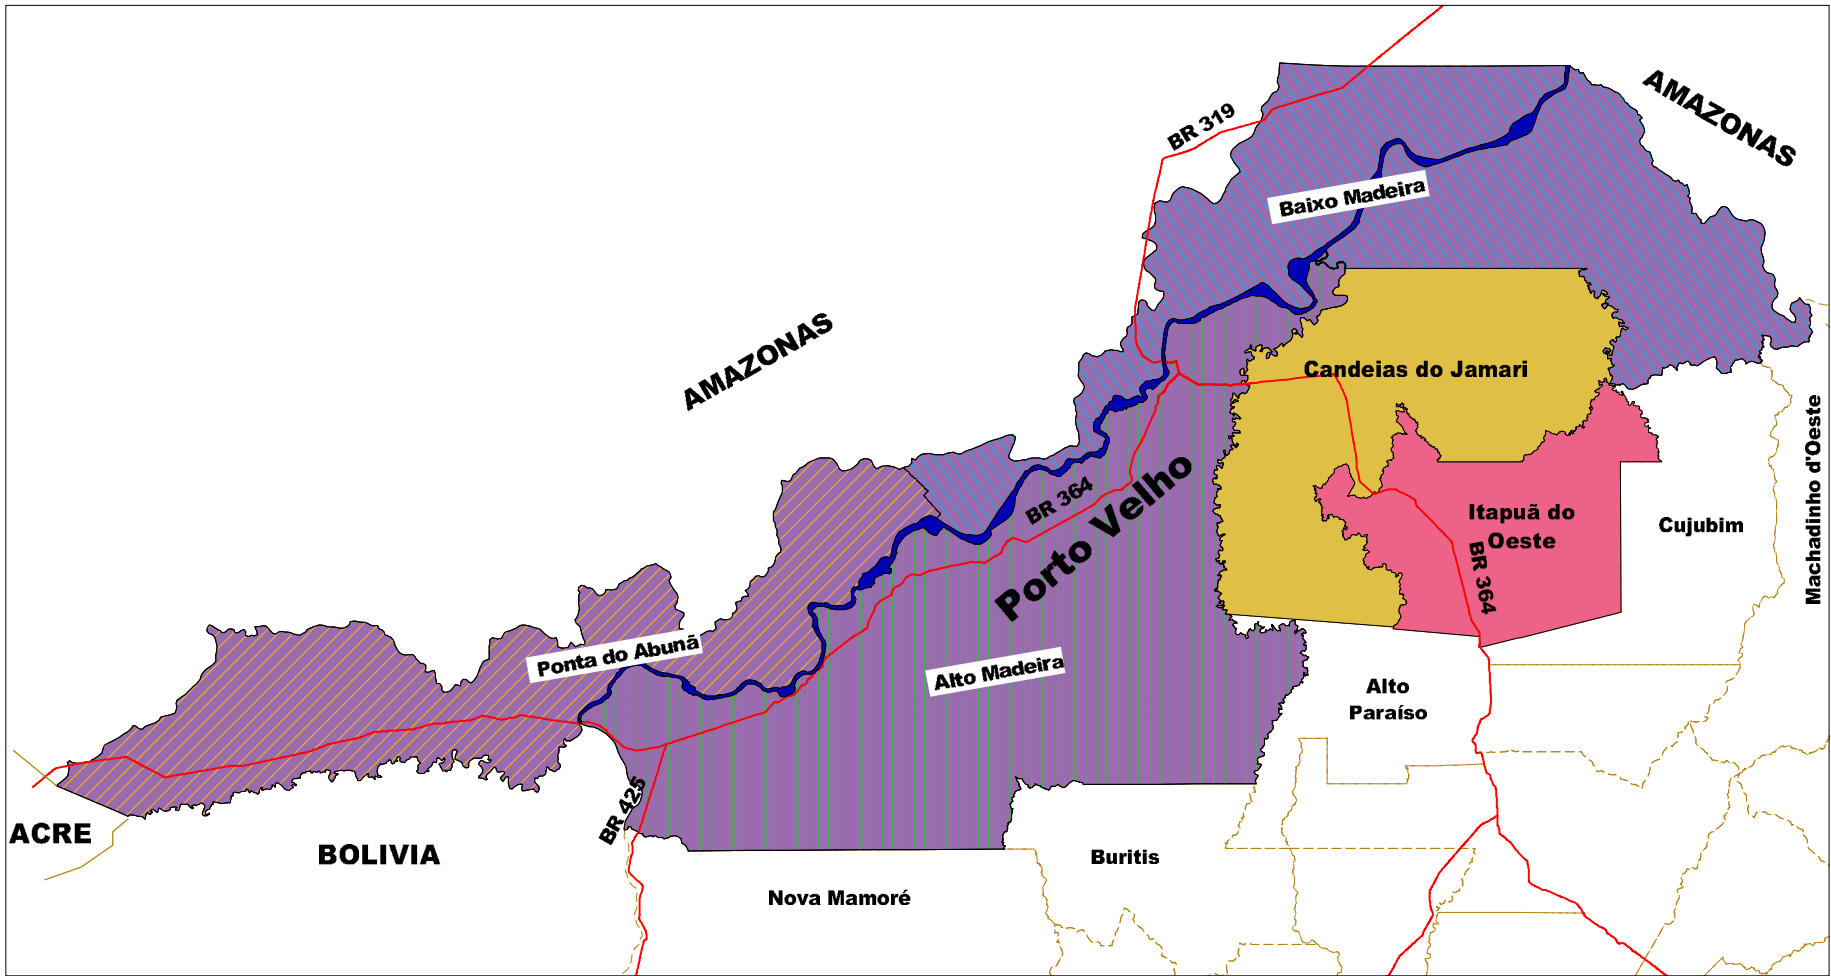 AMAZONAS
BR 319
Baixo Madeira
AMAZONAS
Candeias do Jamari
Machadinho d'Oeste
BR 364
Porto Velho
Itapuã do
Oeste
Cujubim
BR 364
Ponta do Abunã
Alto Madeira
Alto
Paraíso
BR 425
ACRE
BOLIVIA
Buritis
Nova Mamoré